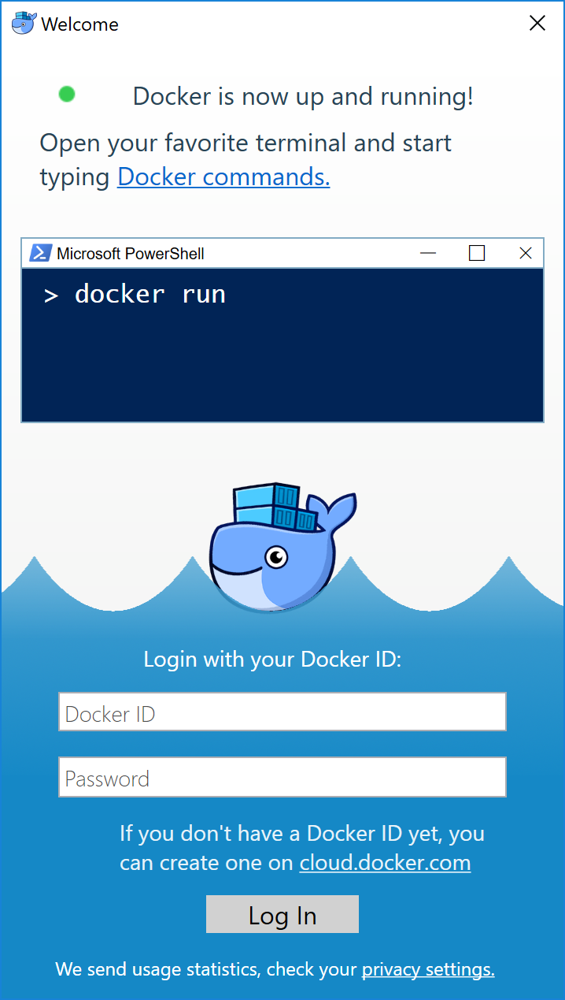 Welcome
Docker is now up and running!
Open your favorite terminal and start
typing Docker commands.
Microsoft PowerShell
> docker run
Login with your Docker ID:
Docker ID
Password
If you don't have a Docker ID yet, you
can create one on cloud.docker.com
Log In
We send usage statistics, check your privacy settings.